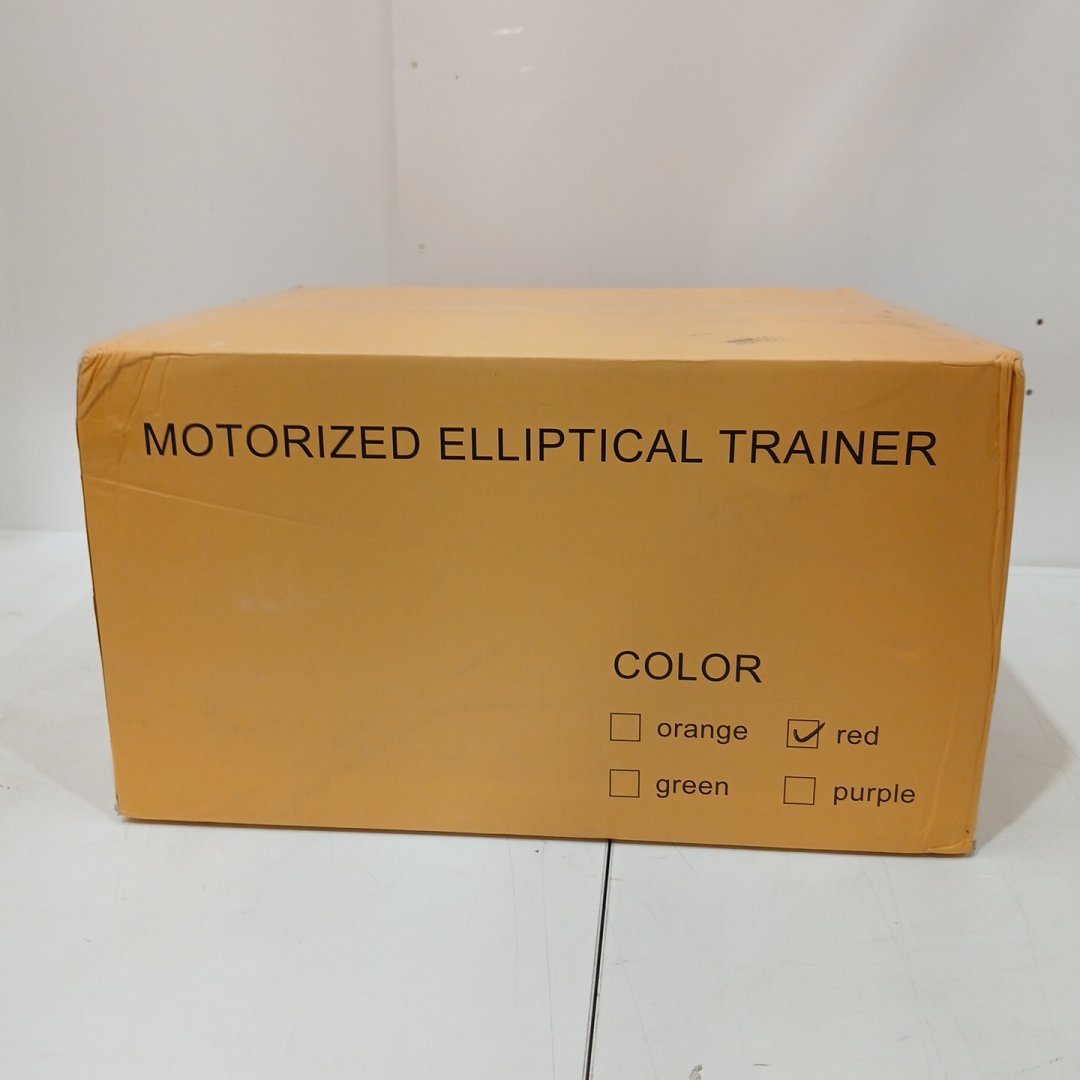 MOTORIZED ELLIPTICAL TRAINER
COLOR
orange red
green purple